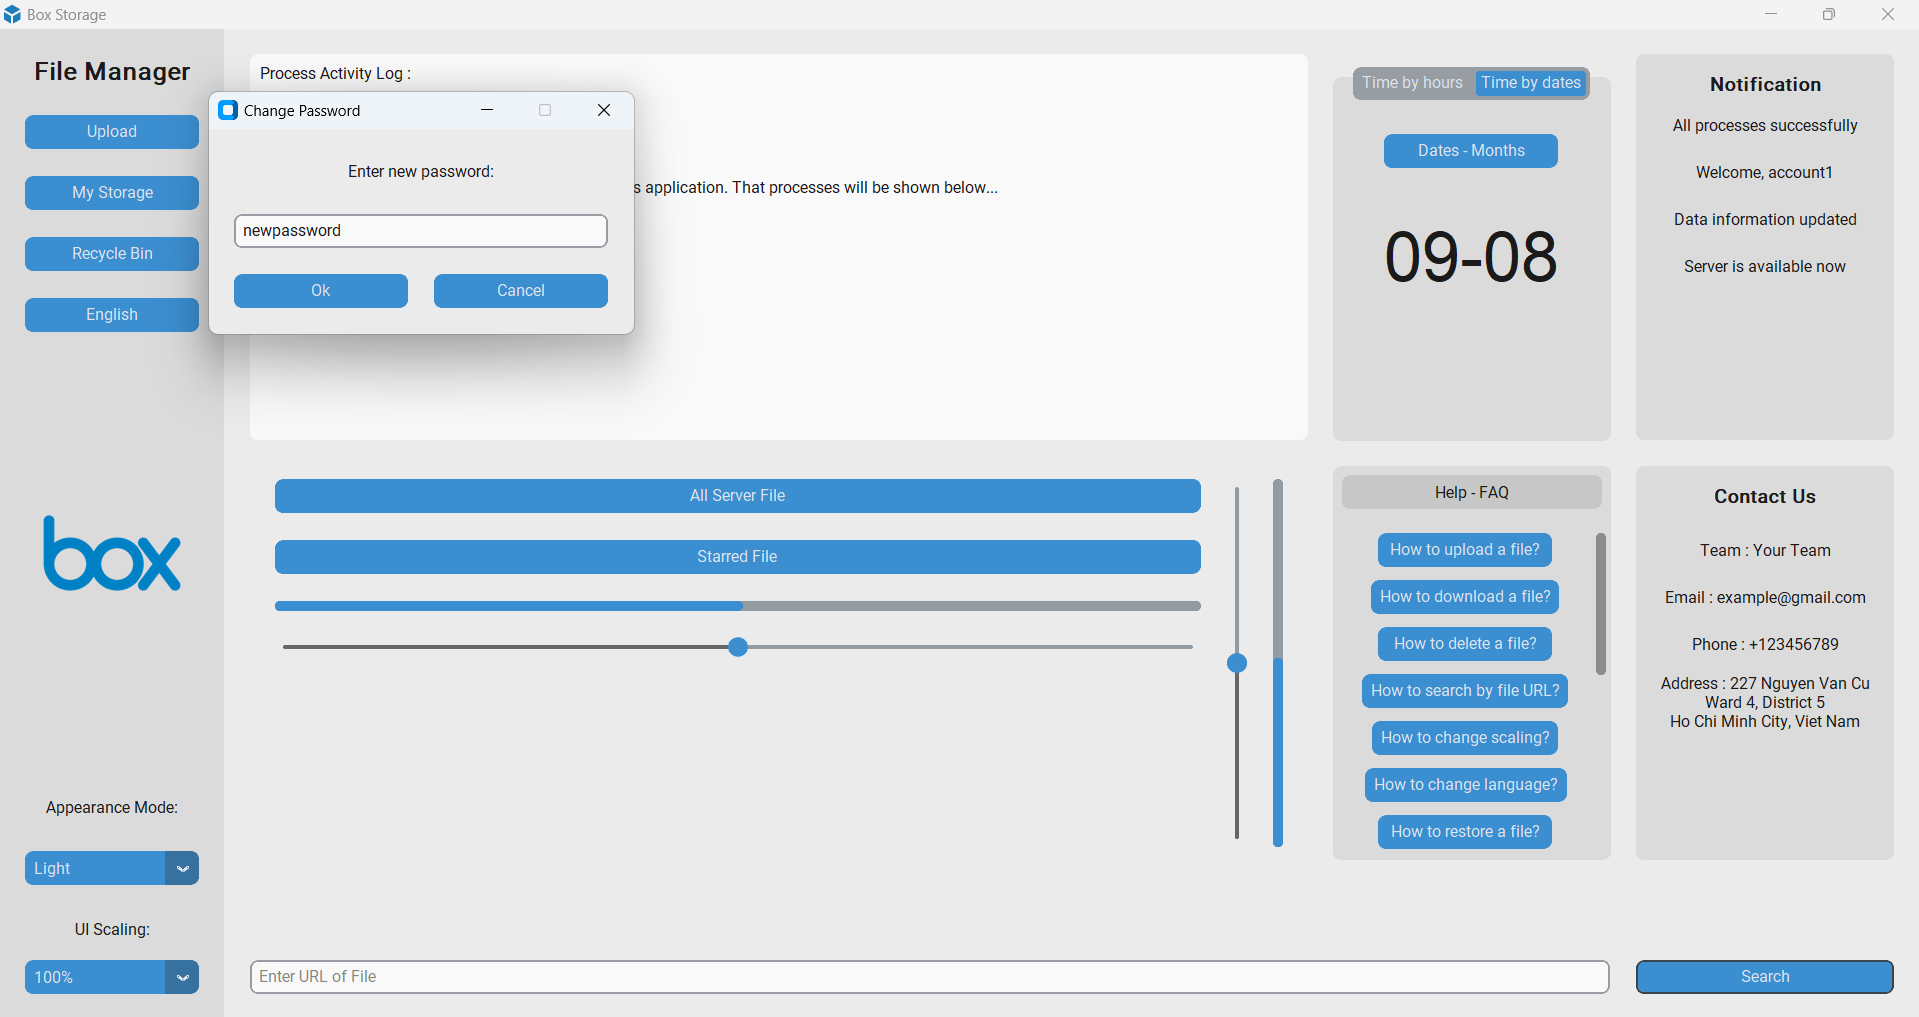 Box Storage
File Manager
Upload
My Storage
Recycle Bin
English
box
Appearance Mode:
Light
UI Scaling:
100%
Process Activity Log :
s application. That processes will be shown below...
Change Password
Enter new password:
newpassword
Ok
Cancel
All Server File
Starred File
Enter URL of File
Search
Time by hours
Time by dates
Dates - Months
09-08
Help - FAQ
How to upload a file?
How to download a file?
How to delete a file?
How to search by file URL?
How to change scaling?
How to change language?
How to restore a file?
Notification
All processes successfully
Welcome, account1
Data information updated
Server is available now
Contact Us
Team : Your Team
Email : example@gmail.com
Phone : +123456789
Address : 227 Nguyen Van Cu
Ward 4, District 5
Ho Chi Minh City, Viet Nam